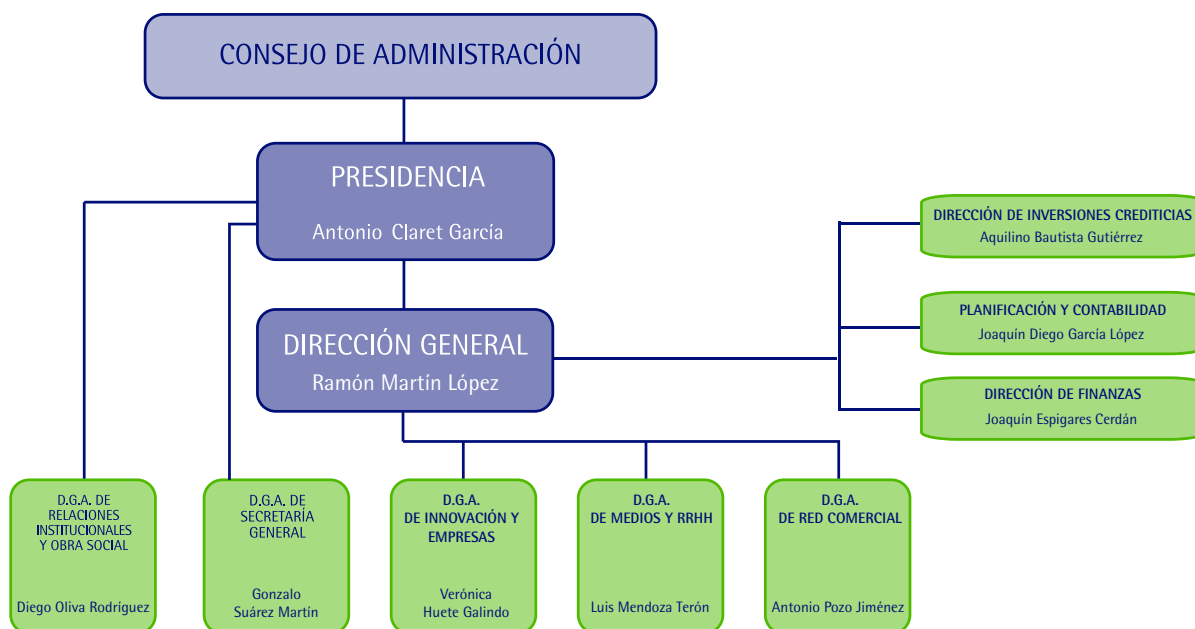 CONSEJO DE ADMINISTRACIÓN
PRESIDENCIA
Antonio Claret García
DIRECCIÓN GENERAL
Ramón Martín López
DIRECCIÓN DE INVERSIONES CREDITICIAS
Aquilino Bautista Gutiérrez
PLANIFICACIÓN Y CONTABILIDAD
Joaquín Diego García López
DIRECCIÓN DE FINANZAS
Joaquín Espigares Cerdán
D.G.A. DE
RELACIONES
INSTITUCIONALES
Y OBRA SOCIAL
Diego Oliva Rodríguez
D.G.A. DE
SECRETARÍA
GENERAL
Gonzalo
Suárez Martín
D.G.A.
DE INNOVACIÓN Y
EMPRESAS
Verónica
Huete Galindo
D.G.A.
DE MEDIOS Y RRHH
Luis Mendoza Terón
D.G.A.
DE RED COMERCIAL
Antonio Pozo Jiménez